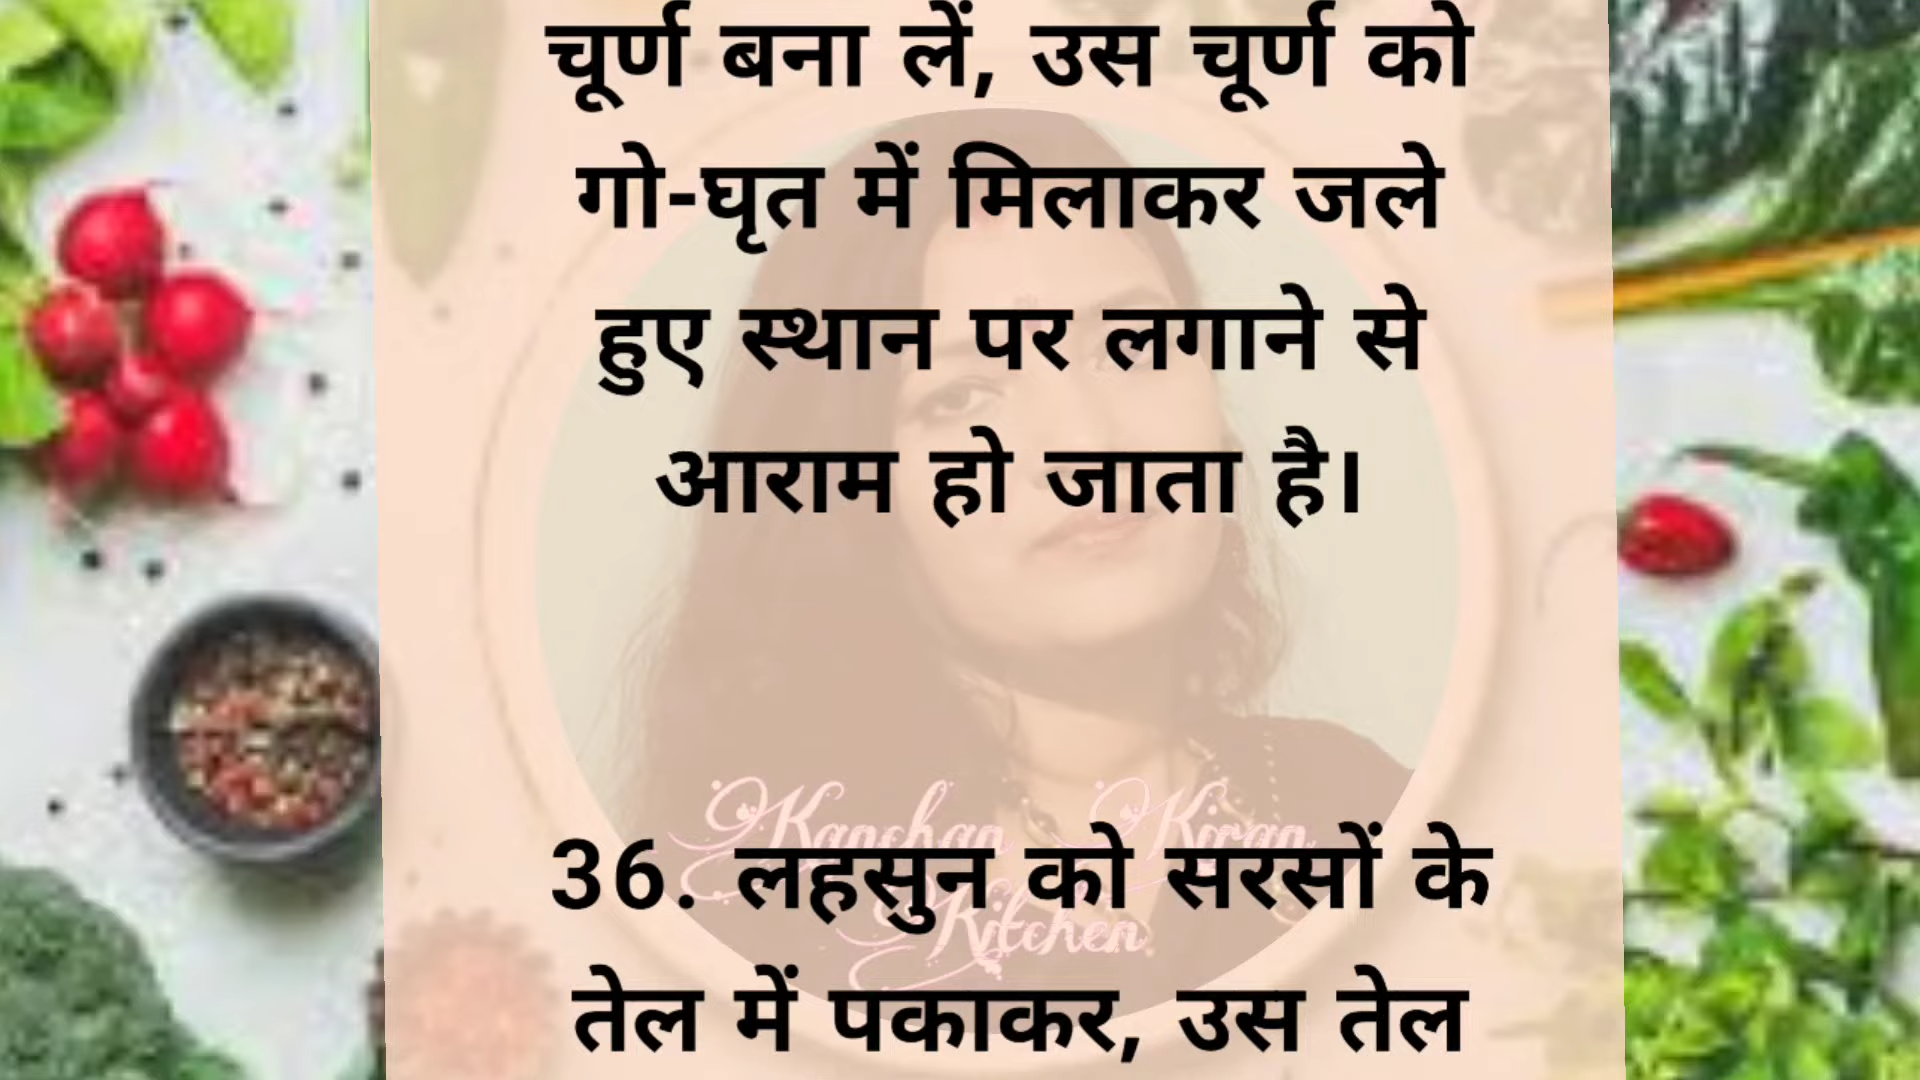 चूर्ण बना लें, उस चूर्ण को
गो-घृत में मिलाकर जले
हुए स्थान पर लगाने से
आराम हो जाता है।
Kanchan Kiran
Kitchen
36. लहसुन को सरसों के
तेल में पकाकर, उस तेल